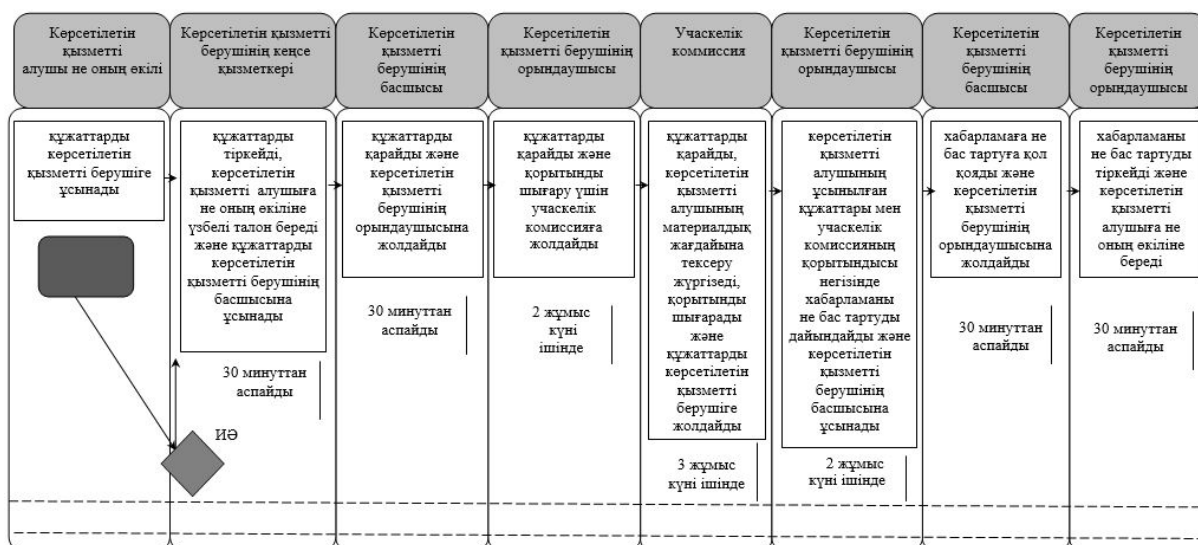 Көрсетілетін
қызметті
алушы не оның өкілі
Көрсетілетін қызметті
берушінің кеңсе
қызметкері
Көрсетілетін
қызметті
берушінің
басшысы
Көрсетілетін
қызметті берушінің
орындаушысы
Учаскелік
коммиссия
Көрсетілетін
қызметті берушінің
орындаушысы
Көрсетілетін
қызметті
берушінің
басшысы
Көрсетілетін
қызметті берушінің
орындаушысы
құжаттарды
көрсетілетін
қызметті берушіге
ұсынады
құжаттарды
тіркейді,
көрсетілетін
қызметті алушыға
не оның өкіліне
үзбелі талон береді
және құжаттарды
көрсетілетін
қызметті берушінің
басшысына
ұсынады
30 минуттан
аспайды
ИӘ
құжаттарды
қарайды және
көрсетілетін
қызметті
берушінің
орындаушысына
жолдайды
30 минуттан
аспайды
құжаттарды
қарайды және
қорытынды
шығару үшін
учаскелік
комиссияға
жолдайды
2 жұмыс
күні
ішінде
құжаттарды
қарайды,
көрсетілетін
қызметті
алушының
материалдық
жағдайына
тексеру
жүргізеді,
қорытынды
шығарады
және
құжаттарды
көрсетілетін
қызметті
берушіге
жолдайды
3 жұмыс
күні ішінде
көрсетілетін
қызметті
алушының
ұсынылған
құжаттары мен
учаскелік
комиссияның
қорытындысы
негізінде
хабарламаны
не бас тартуды
дайындайды және
көрсетілетін
қызметті
берушінің
басшысына
ұсынады
2 жұмыс
күні ішінде
хабарламаға не
бас тартуға қол
қояды және
көрсетілетін
қызметті
берушінің
орындаушысына
жолдайды
30 минуттан
аспайды
хабарламаны
не бас тартуды
тіркейді және
көрсетілетін
қызметті
алушыға не
оның өкіліне
береді
30 минуттан
аспайды